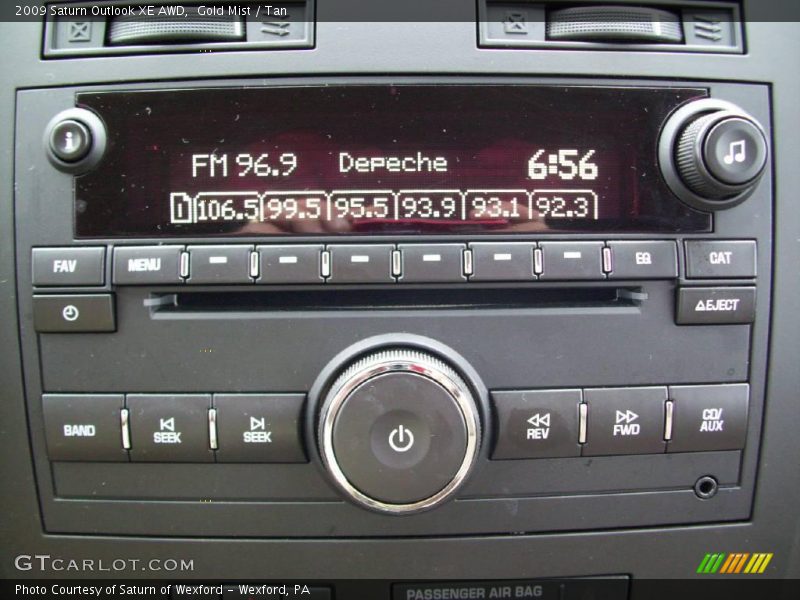 2009 Saturn Outlook XE AWD, Gold Mist / Tan
FM 96.9 Depeche 6:56
1 106.5 99.5 95.5 93.9 93.1 92.3
FAV MENU EQ CAT
EJECT
BAND SEEK SEEK REV FWD CD/
AUX
GTCARLOT.COM
Photo Courtesy of Saturn of Wexford - Wexford, PA
PASSENGER AIR BAG